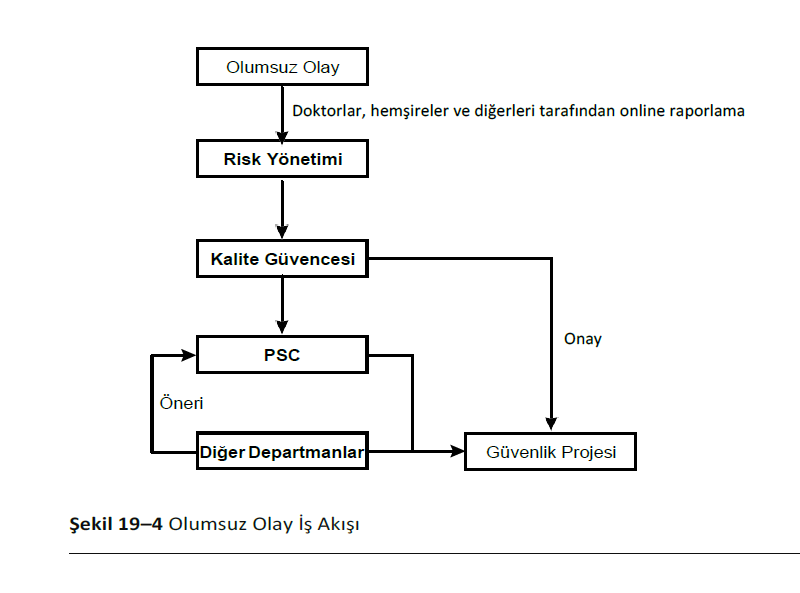 Olumsuz Olay
Doktorlar, hemşireler ve diğerleri tarafından online raporlama
Risk Yönetimi
Kalite Güvencesi
Onay
PSC
Öneri
Diğer Departmanlar
Güvenlik Projesi
Şekil 19–4 Olumsuz Olay İş Akışı